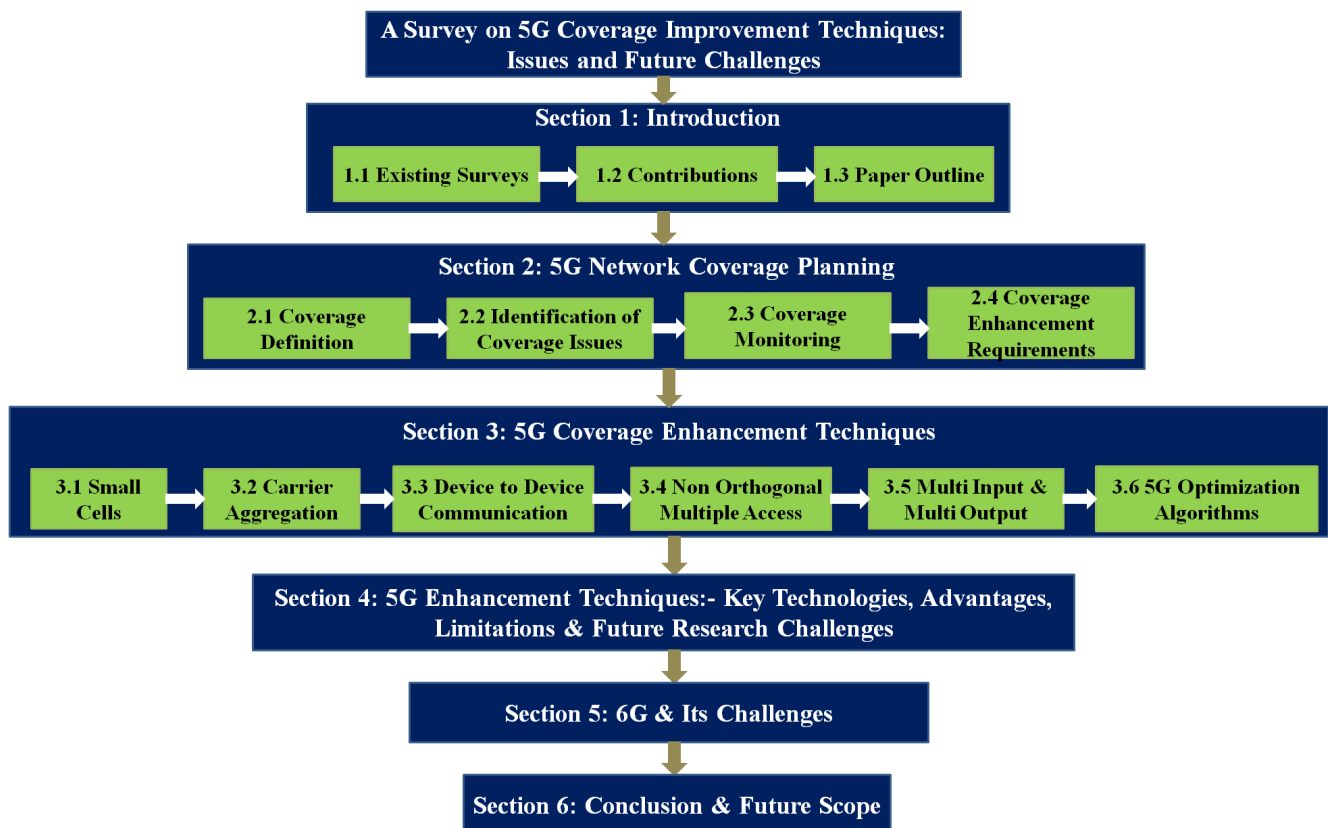 A Survey on 5G Coverage Improvement Techniques:
Issues and Future Challenges
Section 1: Introduction
1.1 Existing Surveys
1.2 Contributions
1.3 Paper Outline
Section 2: 5G Network Coverage Planning
2.1 Coverage
Definition
2.2 Identification of
Coverage Issues
2.3 Coverage
Monitoring
2.4 Coverage
Enhancement
Requirements
Section 3: 5G Coverage Enhancement Techniques
3.1 Small
Cells
3.2 Carrier
Aggregation
3.3 Device to Device
Communication
3.4 Non Orthogonal
Multiple Access
3.5 Multi Input &
Multi Output
3.6 5G Optimization
Algorithms
Section 4: 5G Enhancement Techniques:- Key Technologies, Advantages,
Limitations & Future Research Challenges
Section 5: 6G & Its Challenges
Section 6: Conclusion & Future Scope